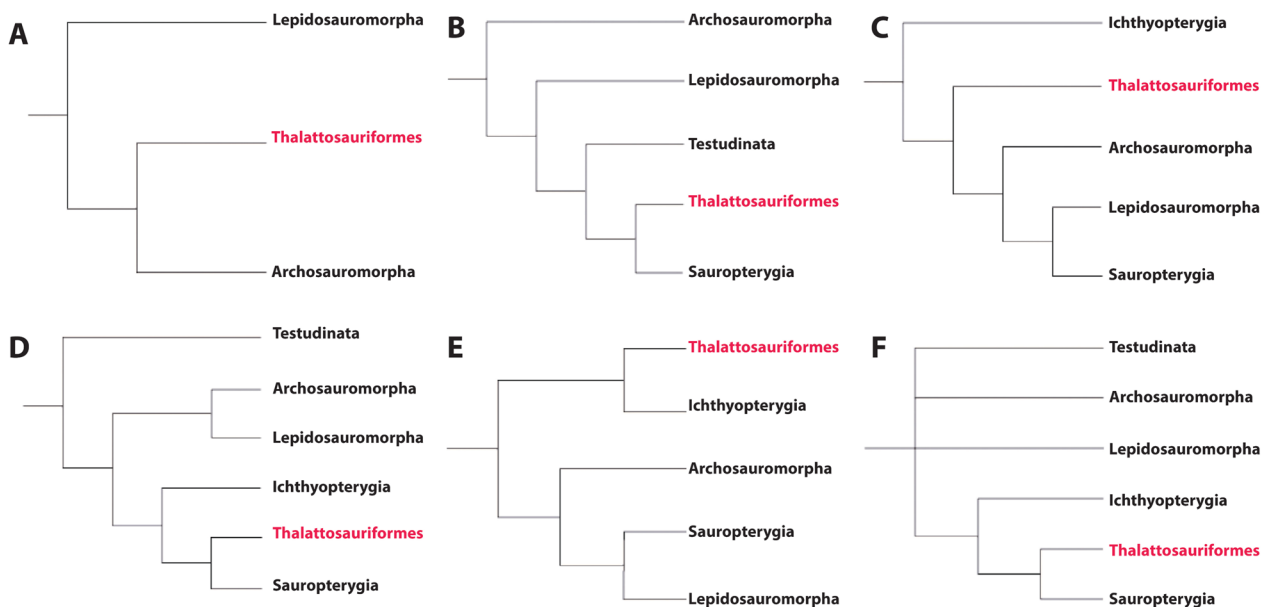 A
Lepidosauromorpha
Thalattosauriformes
Archosauromorpha
B
Archosauromorpha
Lepidosauromorpha
Testudinata
Thalattosauriformes
Sauropterygia
C
Ichthyopterygia
Thalattosauriformes
Archosauromorpha
Lepidosauromorpha
Sauropterygia
D
Testudinata
Archosauromorpha
Lepidosauromorpha
Ichthyopterygia
Thalattosauriformes
Sauropterygia
E
Thalattosauriformes
Ichthyopterygia
Archosauromorpha
Sauropterygia
Lepidosauromorpha
F
Testudinata
Archosauromorpha
Lepidosauromorpha
Ichthyopterygia
Thalattosauriformes
Sauropterygia